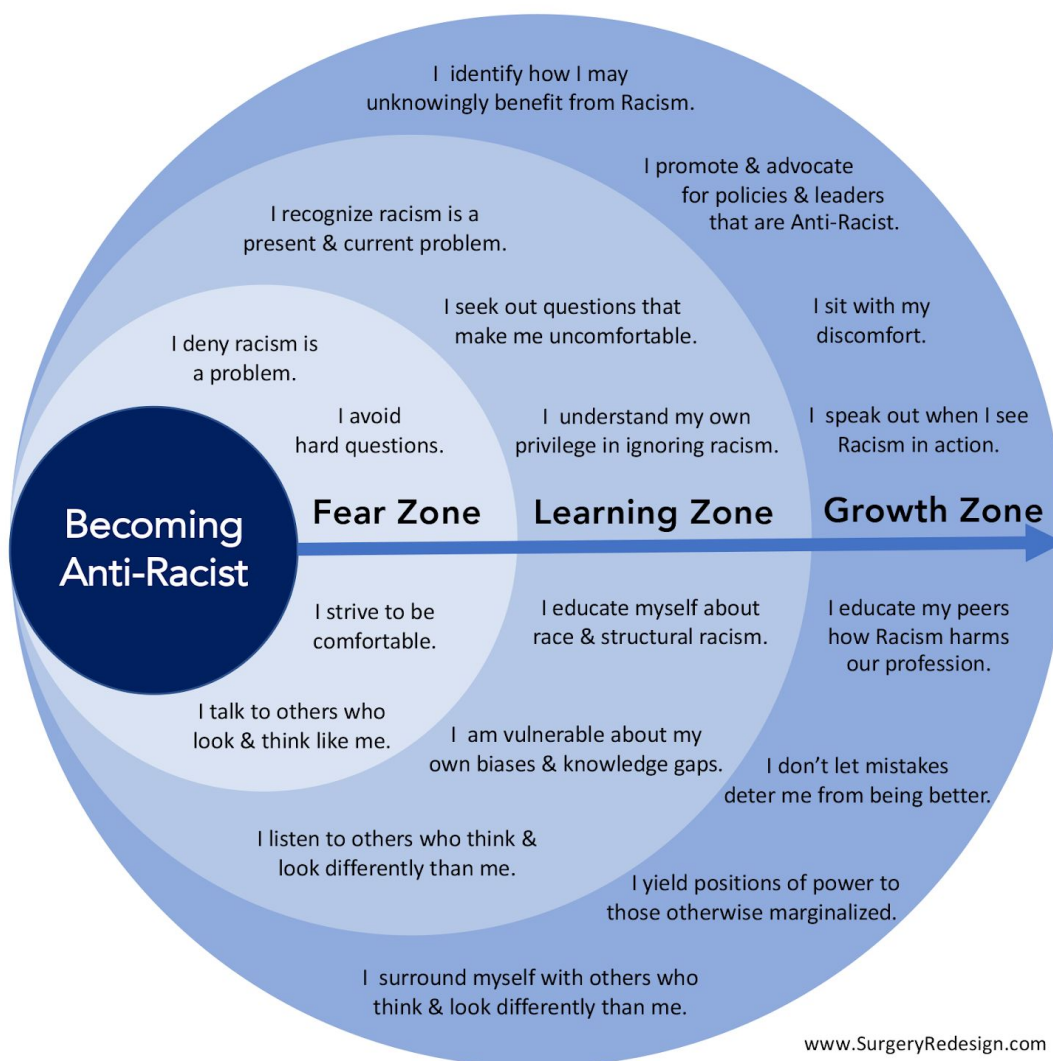 I identify how I may
unknowingly benefit from Racism.
I promote & advocate
for policies & leaders
that are Anti-Racist.
I recognize racism is a
present & current problem.
I seek out questions that
make me uncomfortable.
I sit with my
discomfort.
I deny racism is
a problem.
I avoid
hard questions.
I understand my own
privilege in ignoring racism.
I speak out when I see
Racism in action.
Becoming
Anti-Racist
Fear Zone
Learning Zone
Growth Zone
I strive to be
comfortable.
I educate myself about
race & structural racism.
I educate my peers
how Racism harms
our profession.
I talk to others who
look & think like me.
I am vulnerable about my
own biases & knowledge gaps.
I don't let mistakes
deter me from being better.
I listen to others who think &
look differently than me.
I yield positions of power to
those otherwise marginalized.
I surround myself with others who
think & look differently than me.
www.SurgeryRedesign.com